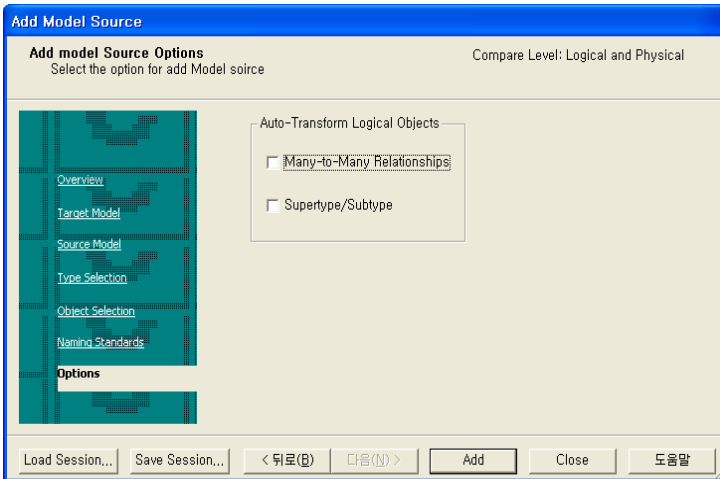 Add Model Source
Add model Source Options
Select the option for add Model soirce
Compare Level: Logical and Physical
Overview
Target Model
Source Model
Type Selection
Object Selection
Naming Standards
Options
Auto-Transform Logical Objects
Many-to-Many Relationships
Supertype/Subtype
Load Session...
Save Session...
< 뒤로(B)
다음(N) >
Add
Close
도움말